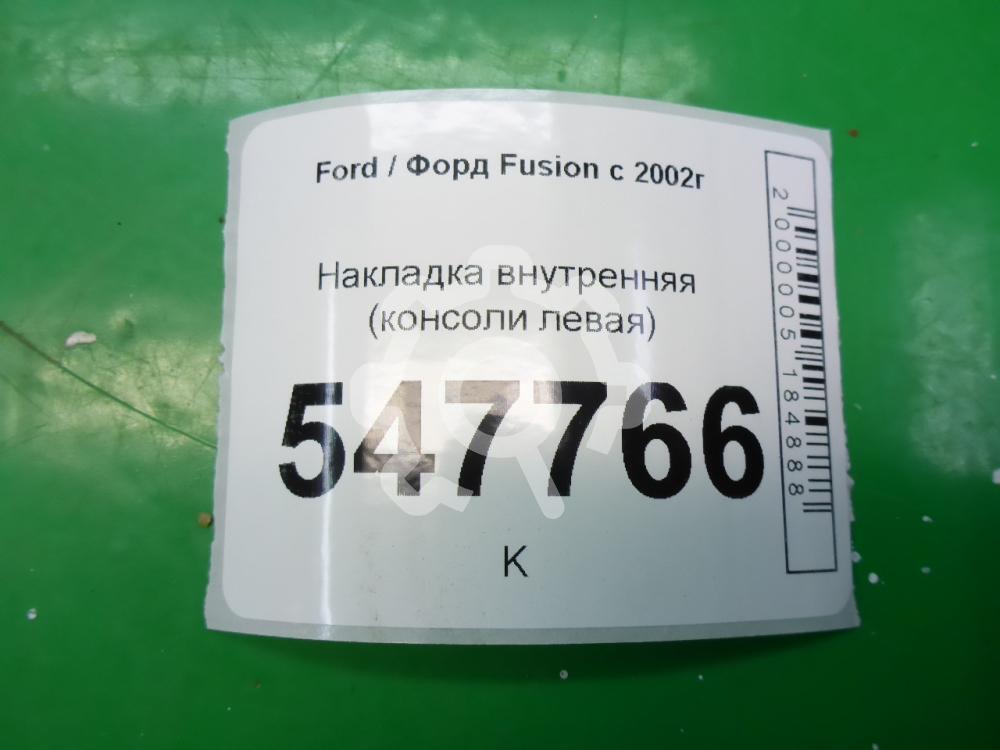 Ford / Форд Fusion с 2002г
Накладка внутренняя
(консоли левая)
547766
К
2000005184888